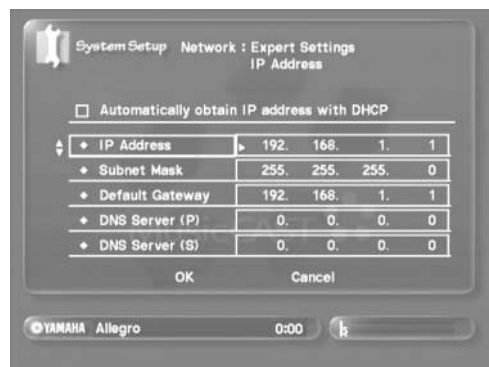 System Setup Network : Expert Settings
IP Address
Automatically obtain IP address with DHCP
IP Address 192. 168. 1. 1
Subnet Mask 255. 255. 255. 0
Default Gateway 192. 168. 1. 1
DNS Server (P) 0. 0. 0. 0
DNS Server (S) 0. 0. 0. 0
MusicCAST
OK Cancel
YAMAHA Allegro 0:00